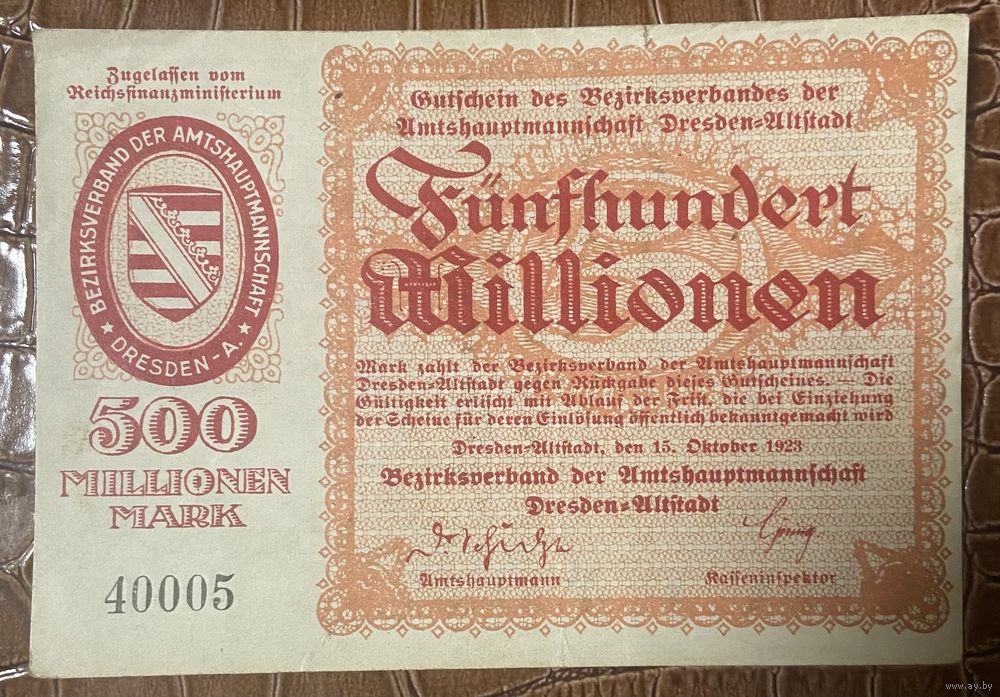 Zugelassen vom
Reichsfinanzministerium
BEZIRKSVERBAND DER AMTSHAUPTMANNSCHAFT
★ DRESDEN-A. ★
500
MILLIONEN
MARK
40005
Gutschein des Bezirksverbandes der
Amtshauptmannschaft Dresden-Altstadt
Fünfhundert
Millionen
Mark zahlt der Bezirksverband der Amtshauptmannschaft
Dresden-Altstadt gegen Rückgabe dieses Gutscheines. — Die
Gültigkeit erlischt mit Ablauf der Frist, die bei Einziehung
der Scheine für deren Einlösung öffentlich bekanntgemacht wird
Dresden-Altstadt, den 15. Oktober 1923
Bezirksverband der Amtshauptmannschaft
Dresden-Altstadt
Amtshauptmann
Kasseninspektor
www.ay.by